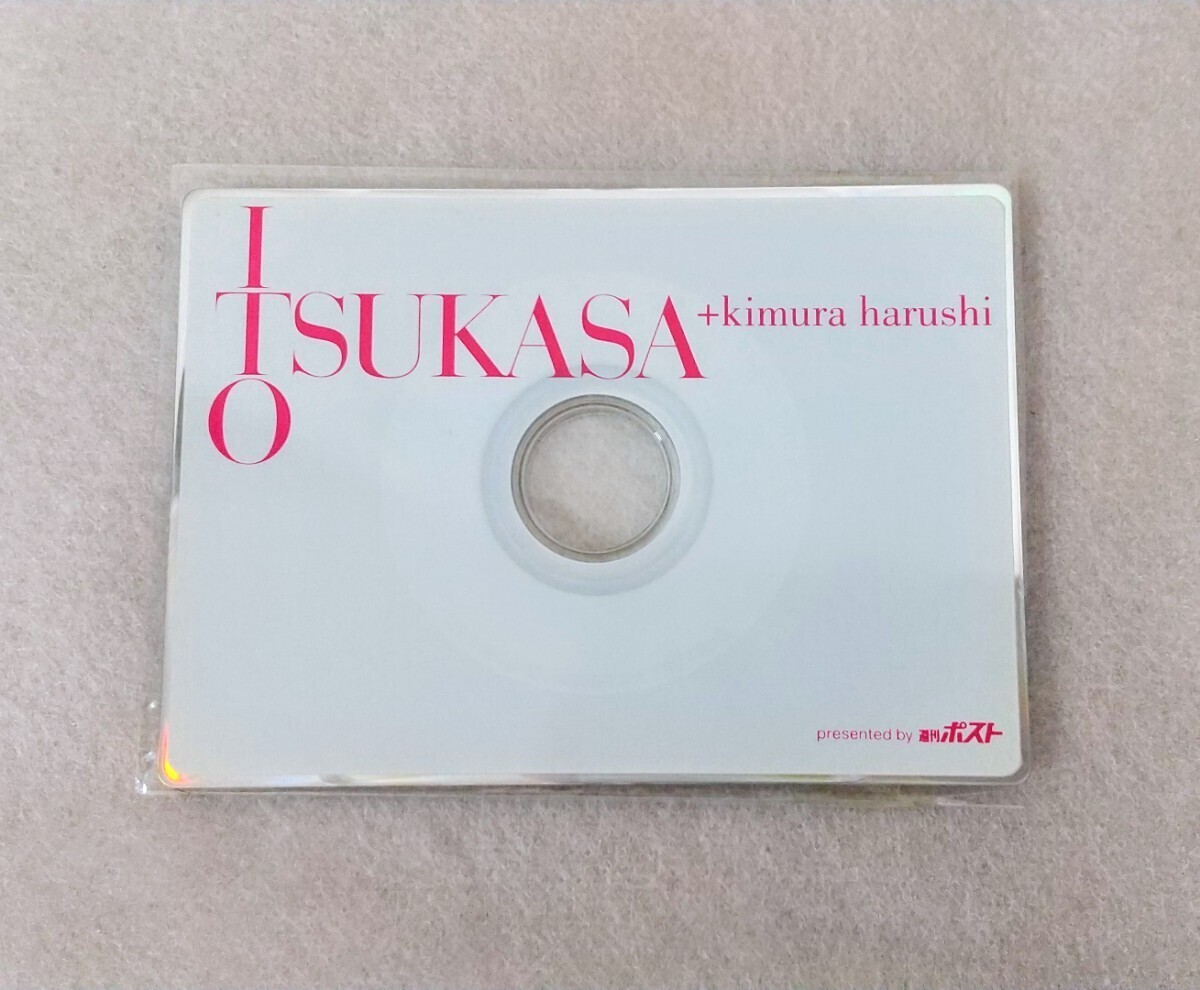 ITO
TSUKASA +kimura harushi
presented by 週刊ポスト